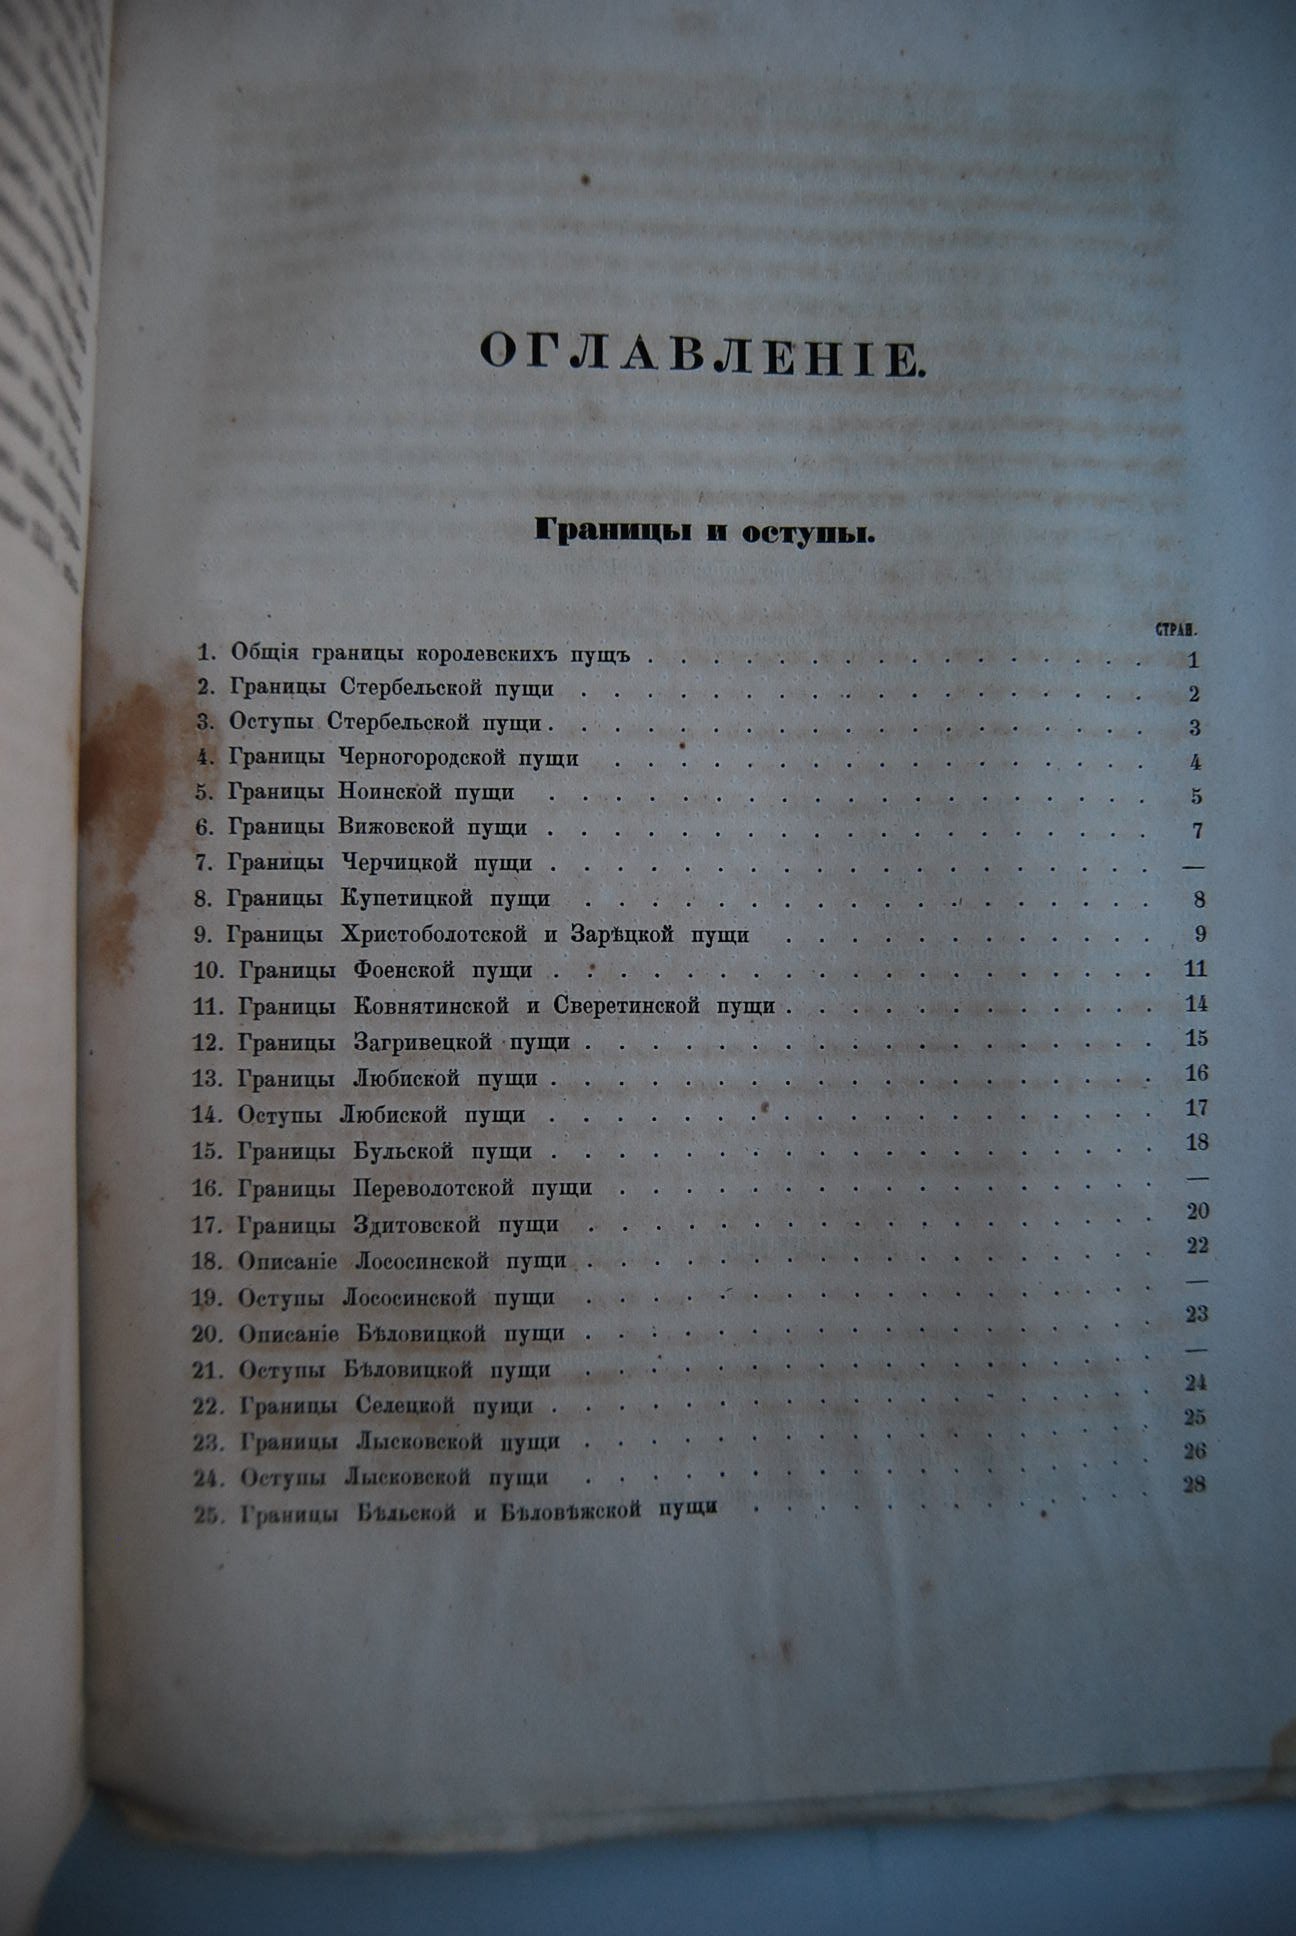 ОГЛАВЛЕНІЕ.
Границы и оступы.
СТРАН.
1. Общія границы королевскихъ пущъ . . . . . . . . . . . . . . . 1
2. Границы Стербельской пущи . . . . . . . . . . . . . . . . . 2
3. Оступы Стербельской пущи . . . . . . . . . . . . . . . . . . 3
4. Границы Черногородской пущи . . . . . . . . . . . . . . . . 4
5. Границы Ноинской пущи . . . . . . . . . . . . . . . . . . 5
6. Границы Вижовской пущи . . . . . . . . . . . . . . . . . . 7
7. Границы Черчицкой пущи . . . . . . . . . . . . . . . . . . —
8. Границы Купетицкой пущи . . . . . . . . . . . . . . . . . 8
9. Границы Христоболотской и Зарѣцкой пущи . . . . . . . . . . . 9
10. Границы Фоенской пущи . . . . . . . . . . . . . . . . . . 11
11. Границы Ковнятинской и Сверетинской пущи . . . . . . . . . . . 14
12. Границы Загривецкой пущи . . . . . . . . . . . . . . . . . 15
13. Границы Любиской пущи . . . . . . . . . . . . . . . . . . 16
14. Оступы Любиской пущи . . . . . . . . . . . . . . . . . . 17
15. Границы Бульской пущи . . . . . . . . . . . . . . . . . . 18
16. Границы Переволотской пущи . . . . . . . . . . . . . . . . —
17. Границы Здитовской пущи . . . . . . . . . . . . . . . . . 20
18. Описаніе Лососинской пущи . . . . . . . . . . . . . . . . . 22
19. Оступы Лососинской пущи . . . . . . . . . . . . . . . . . —
20. Описаніе Бѣловицкой пущи . . . . . . . . . . . . . . . . . 23
21. Оступы Бѣловицкой пущи . . . . . . . . . . . . . . . . . —
22. Границы Селецкой пущи . . . . . . . . . . . . . . . . . . 24
23. Границы Лысковской пущи . . . . . . . . . . . . . . . . . 25
24. Оступы Лысковской пущи . . . . . . . . . . . . . . . . . 26
25. Границы Бѣльской и Бѣловѣжской пущи . . . . . . . . . . . . 28